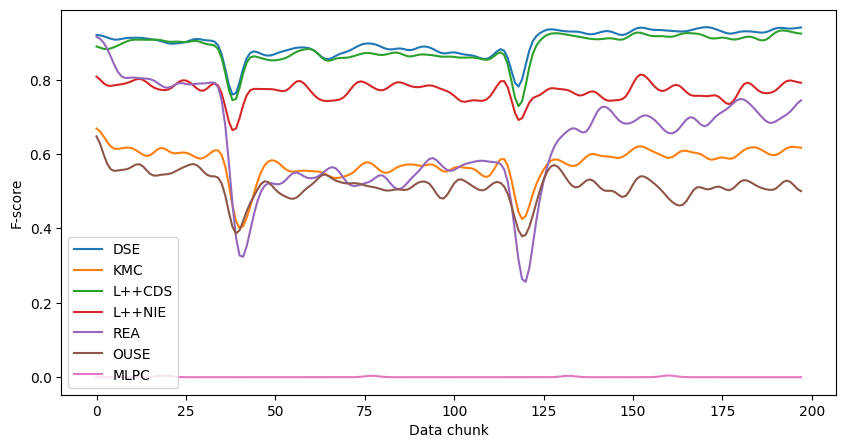 F-score
0.8
0.6
0.4
0.2
0.0
DSE
KMC
L++CDS
L++NIE
REA
OUSE
MLPC
0 25 50 75 100 125 150 175 200
Data chunk